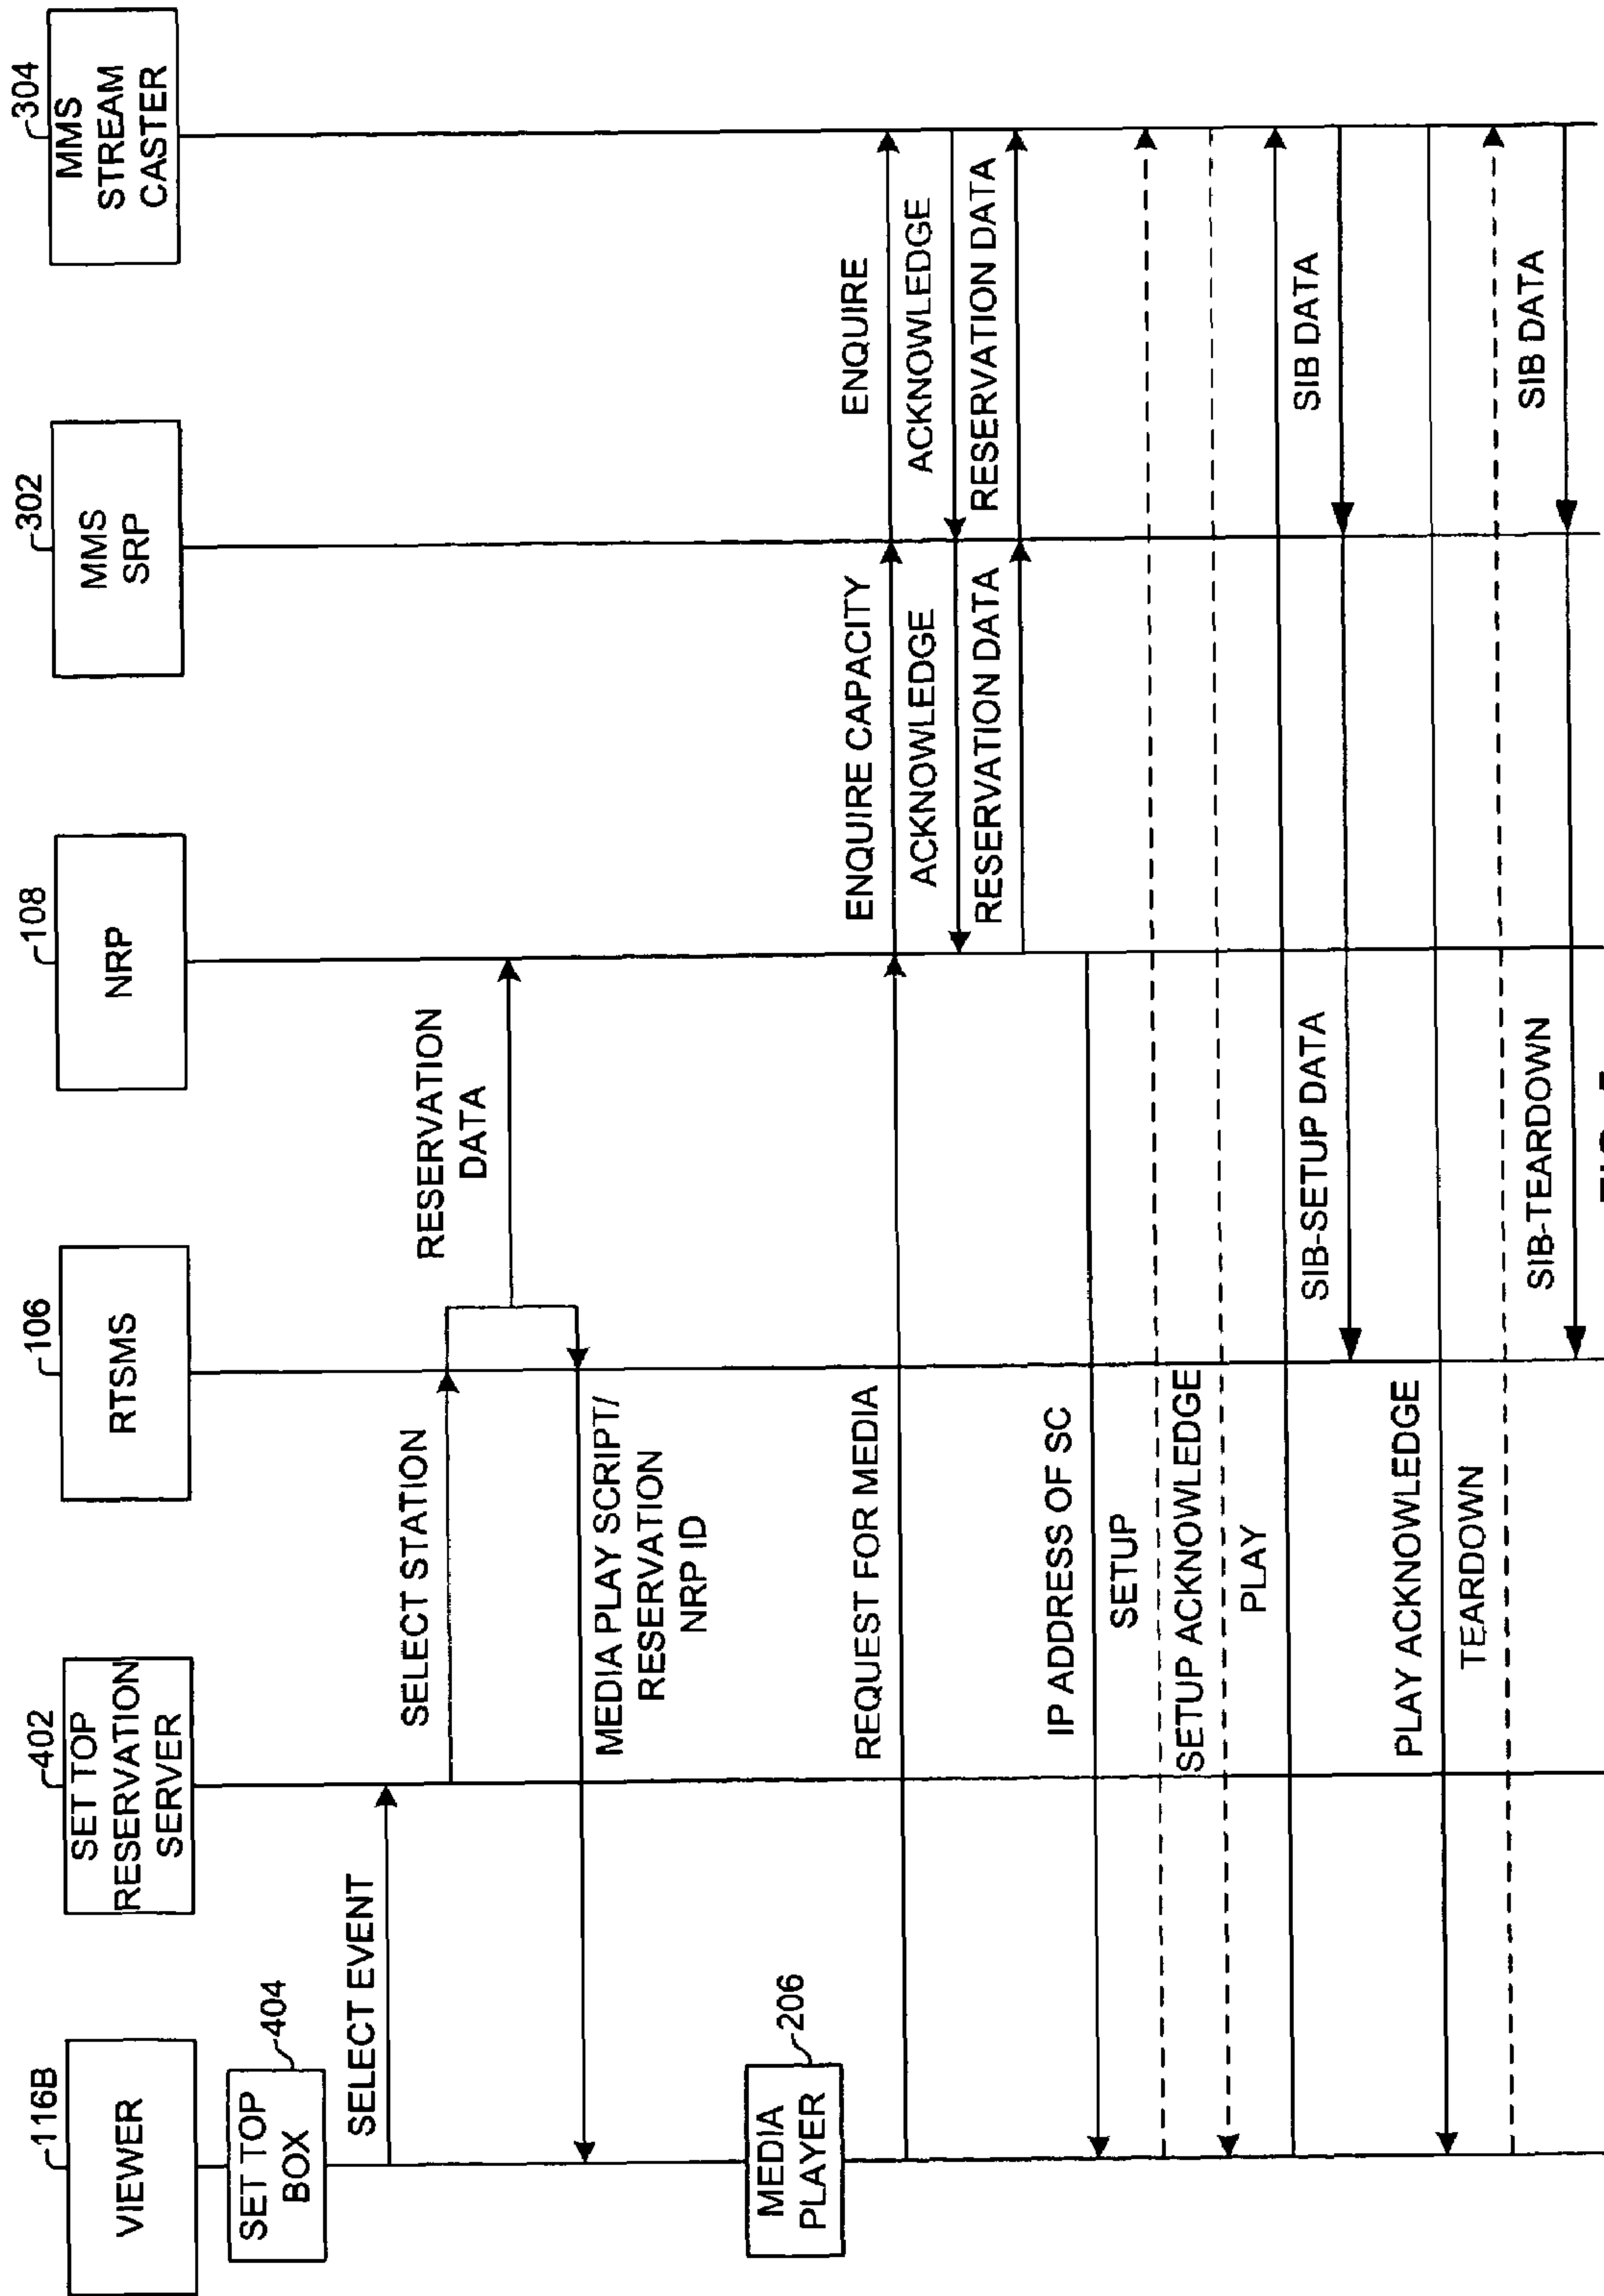 116B
VIEWER
404
SET TOP
BOX
402
SET TOP
RESERVATION
SERVER
106
RTSMS
108
NRP
302
MMS
SRP
304
MMS
STREAM
CASTER
SELECT EVENT
SELECT STATION
RESERVATION
DATA
MEDIA PLAY SCRIPT/
RESERVATION
NRP ID
206
MEDIA
PLAYER
REQUEST FOR MEDIA
ENQUIRE CAPACITY
ENQUIRE
ACKNOWLEDGE
ACKNOWLEDGE
RESERVATION DATA
RESERVATION DATA
IP ADDRESS OF SC
SETUP
SETUP ACKNOWLEDGE
PLAY
SIB-SETUP DATA
SIB DATA
PLAY ACKNOWLEDGE
TEARDOWN
SIB-TEARDOWN
SIB DATA